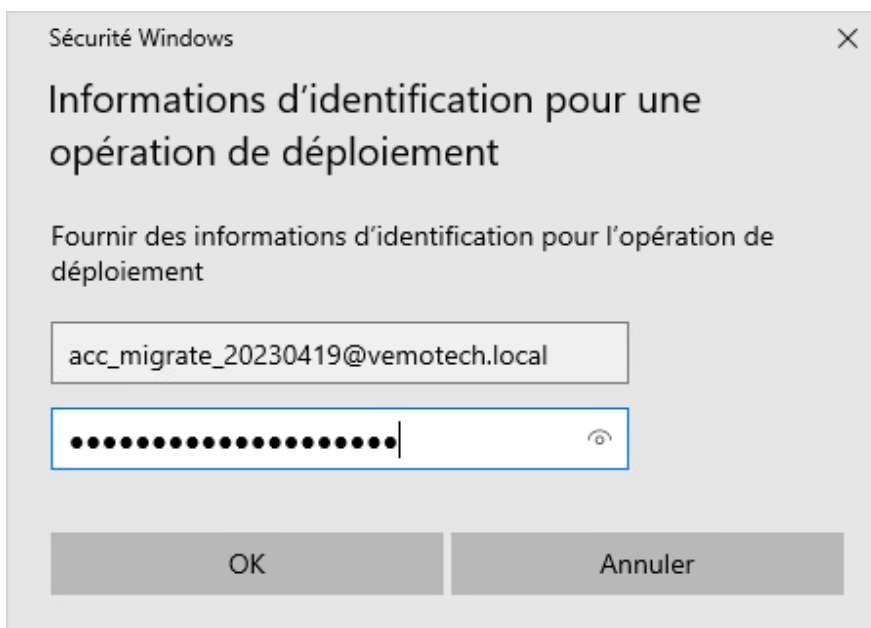 Sécurité Windows
Informations d’identification pour une
opération de déploiement
Fournir des informations d’identification pour l’opération de
déploiement
acc_migrate_20230419@vemotech.local
●●●●●●●●●●●●●●●●●●●●
OK
Annuler